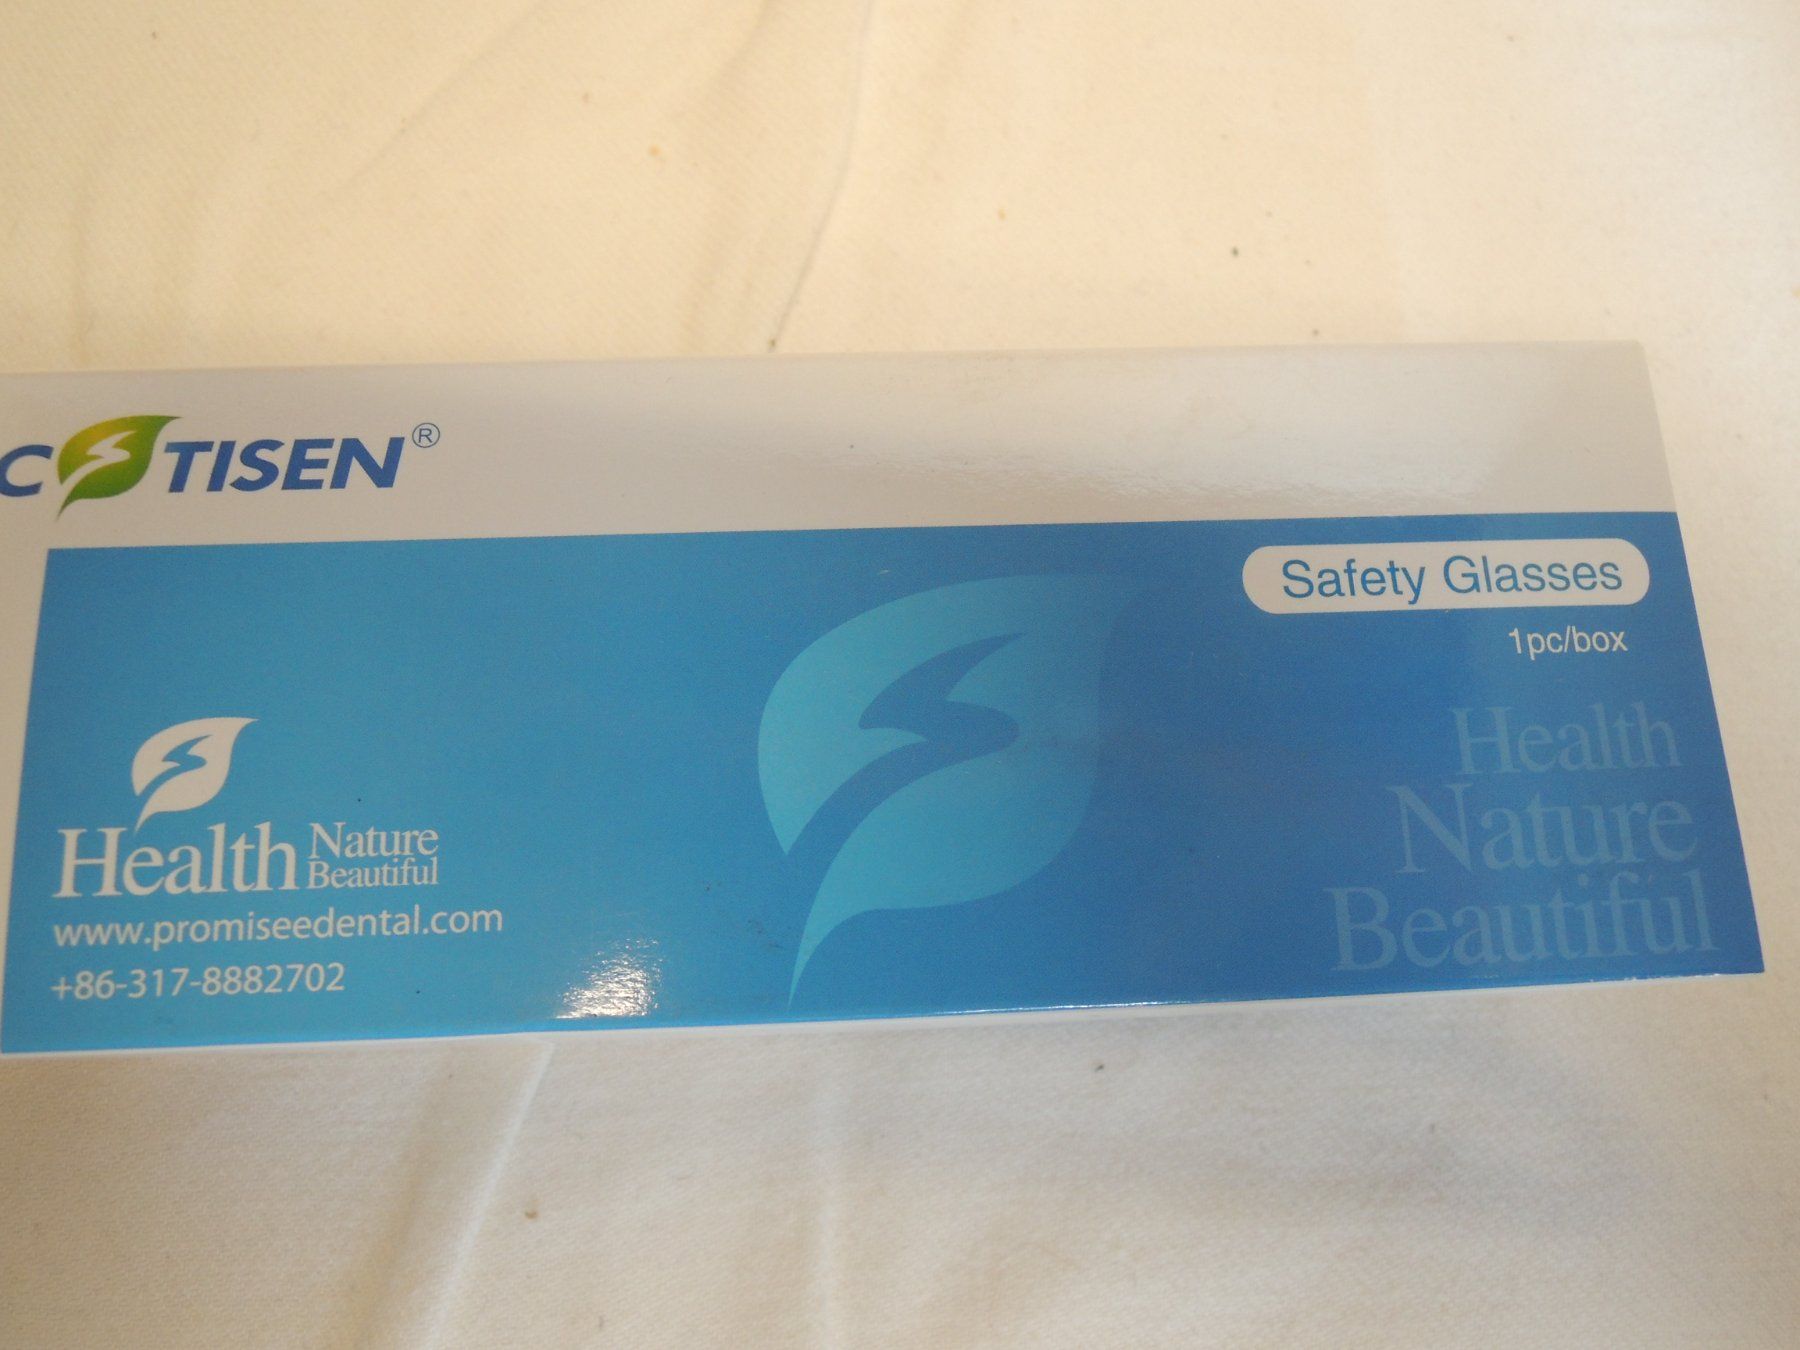 COTISEN®
Safety Glasses
1pc/box
Health
Nature
Beautiful
Health Nature
Beautiful
www.promiseedental.com
+86-317-8882702